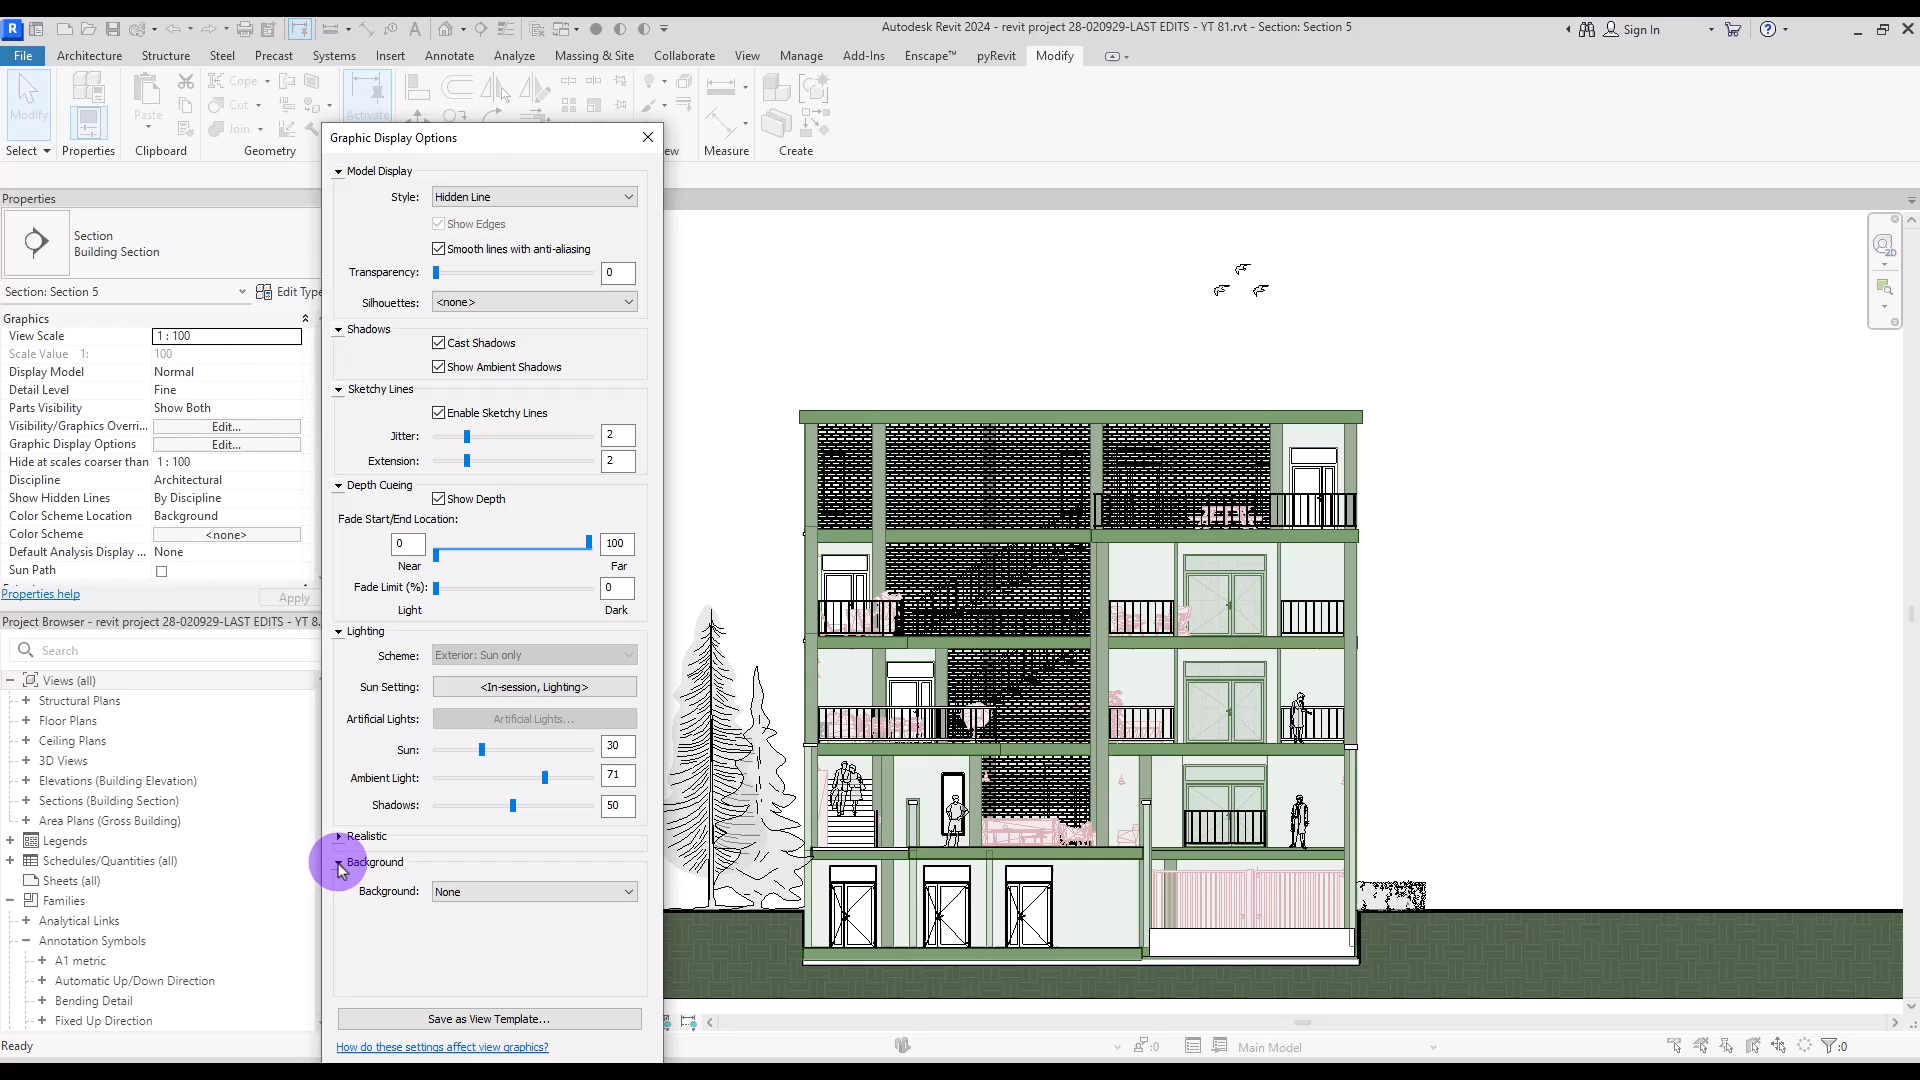 Autodesk Revit 2024 - revit project 28-020929-LAST EDITS - YT 81.rvt - Section: Section 5
Sign In
File Architecture Structure Steel Precast Systems Insert Annotate Analyze Massing & Site Collaborate View Manage Add-Ins Enscape™ pyRevit Modify
Modify
Paste
Cope
Cut
Join
Activate
Select Properties Clipboard Geometry Measure Create
Properties
Section
Building Section
Section: Section 5
Edit Type
Graphics
View Scale 1 : 100
Scale Value 1: 100
Display Model Normal
Detail Level Fine
Parts Visibility Show Both
Visibility/Graphics Overri... Edit...
Graphic Display Options Edit...
Hide at scales coarser than 1 : 100
Discipline Architectural
Show Hidden Lines By Discipline
Color Scheme Location Background
Color Scheme <none>
Default Analysis Display ... None
Sun Path
Properties help
Apply
Project Browser - revit project 28-020929-LAST EDITS - YT 8...
Search
Views (all)
Structural Plans
Floor Plans
Ceiling Plans
3D Views
Elevations (Building Elevation)
Sections (Building Section)
Area Plans (Gross Building)
Legends
Schedules/Quantities (all)
Sheets (all)
Families
Analytical Links
Annotation Symbols
A1 metric
Automatic Up/Down Direction
Bending Detail
Fixed Up Direction
Ready
Graphic Display Options
Model Display
Style: Hidden Line
Show Edges
Smooth lines with anti-aliasing
Transparency: 0
Silhouettes: <none>
Shadows
Cast Shadows
Show Ambient Shadows
Sketchy Lines
Enable Sketchy Lines
Jitter: 2
Extension: 2
Depth Cueing
Show Depth
Fade Start/End Location:
0 100
Near Far
Fade Limit (%): 0
Light Dark
Lighting
Scheme: Exterior: Sun only
Sun Setting: <In-session, Lighting>
Artificial Lights: Artificial Lights...
Sun: 30
Ambient Light: 71
Shadows: 50
Realistic
Background
Background: None
Save as View Template...
How do these settings affect view graphics?
2D
:0
Main Model
:0